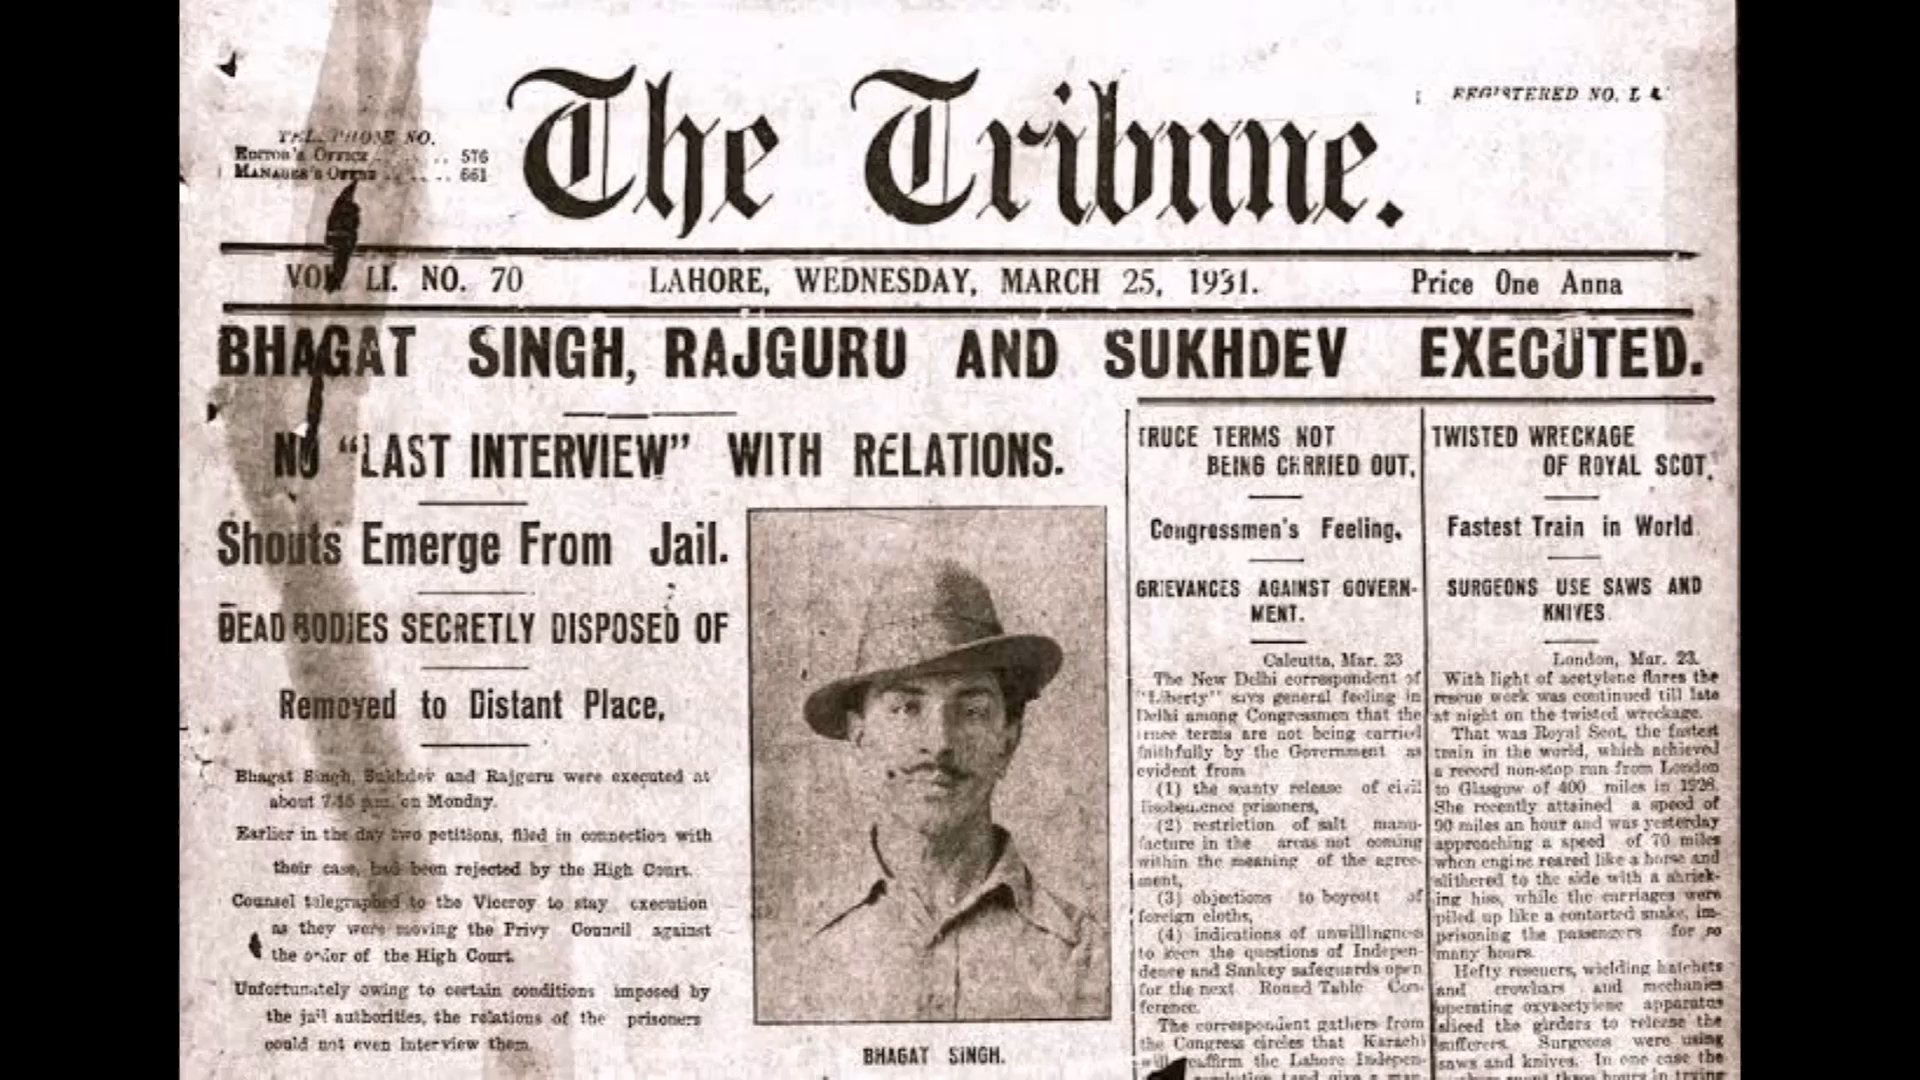 The Tribune.
REGISTERED NO. L
NO.
EDITOR'S OFFICE ...... 576
MANAGER'S OFFICE ...... 661
VOL. LI. NO. 70 LAHORE, WEDNESDAY, MARCH 25, 1931. Price One Anna
BHAGAT SINGH, RAJGURU AND SUKHDEV EXECUTED.
NO "LAST INTERVIEW" WITH RELATIONS.
Shouts Emerge From Jail.
DEAD BODIES SECRETLY DISPOSED OF
Removed to Distant Place,
Bhagat Singh, Sukhdev and Rajguru were executed at
about 7.15 p.m. on Monday.
Earlier in the day two petitions, filed in connection with
their case, had been rejected by the High Court.
Counsel telegraphed to the Viceroy to stay execution
as they were moving the Privy Council against
the order of the High Court.
Unfortunately owing to certain conditions imposed by
the jail authorities, the relations of the prisoners
could not even interview them.
BHAGAT SINGH.
TRUCE TERMS NOT
BEING CARRIED OUT.
Congressmen's Feeling.
GRIEVANCES AGAINST GOVERN-
MENT.
Calcutta, Mar. 23
The New Delhi correspondent of
"Liberty" says general feeling in
Delhi among Congressmen that the
truce terms are not being carried
faithfully by the Government as
evident from
(1) the scanty release of civil
disobedience prisoners,
(2) restriction of salt manu-
facture in the areas not coming
within the meaning of the agree-
ment,
(3) objections to boycott of
foreign cloths,
(4) indications of unwillingness
to keep the questions of Indepen-
dence and Sankey safeguards open
for the next Round Table Con-
ference.
The correspondent gathers from
the Congress circles that Karachi
will reaffirm the Lahore Indepen-
resolution and give a man-
TWISTED WRECKAGE
OF ROYAL SCOT.
Fastest Train in World
SURGEONS USE SAWS AND
KNIVES.
London, Mar. 23.
With light of acetylene flares the
rescue work was continued till late
at night on the twisted wreckage.
That was Royal Scot, the fastest
train in the world, which achieved
a record non-stop run from London
to Glasgow of 400 miles in 1928.
She recently attained a speed of
90 miles an hour and was yesterday
approaching a speed of 70 miles
when engine reared like a horse and
slithered to the side with a shriek-
ing hiss, while the carriages were
piled up like a contorted snake, im-
prisoning the passengers for so
many hours.
Hefty rescuers, wielding hatchets
and crowbars and mechanics
operating oxyacetylene apparatus
sliced the girders to release the
sufferers. Surgeons were using
saws and knives. In one case the
spent three hours in trying